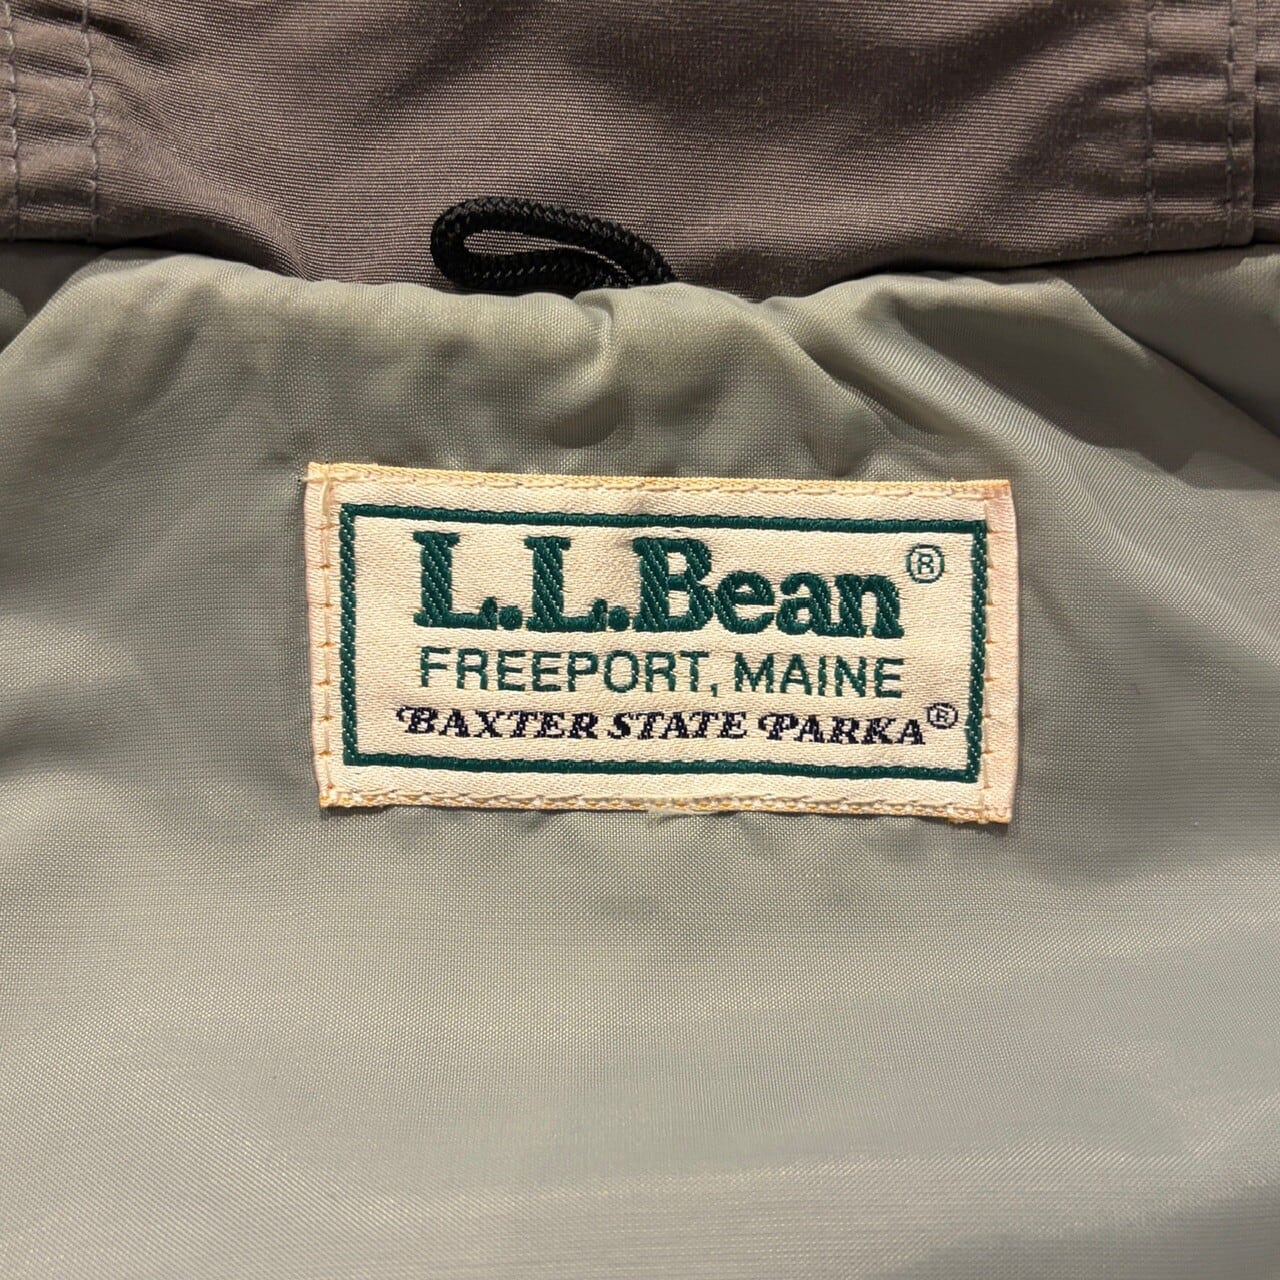 L.L.Bean®
FREEPORT, MAINE
BAXTER STATE PARKA®